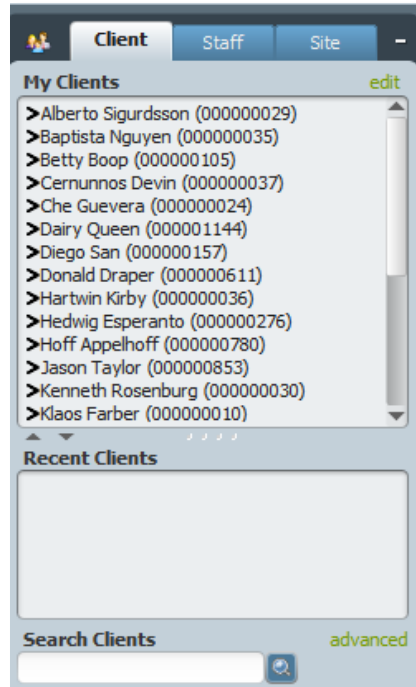 Client Staff Site
My Clients edit
>Alberto Sigurdsson (000000029)
>Baptista Nguyen (000000035)
>Betty Boop (000000105)
>Cernunnos Devin (000000037)
>Che Guevera (000000024)
>Dairy Queen (000001144)
>Diego San (000000157)
>Donald Draper (000000611)
>Hartwin Kirby (000000036)
>Hedwig Esperanto (000000276)
>Hoff Appelhoff (000000780)
>Jason Taylor (000000853)
>Kenneth Rosenburg (000000030)
>Klaos Farber (000000010)
Recent Clients
Search Clients advanced